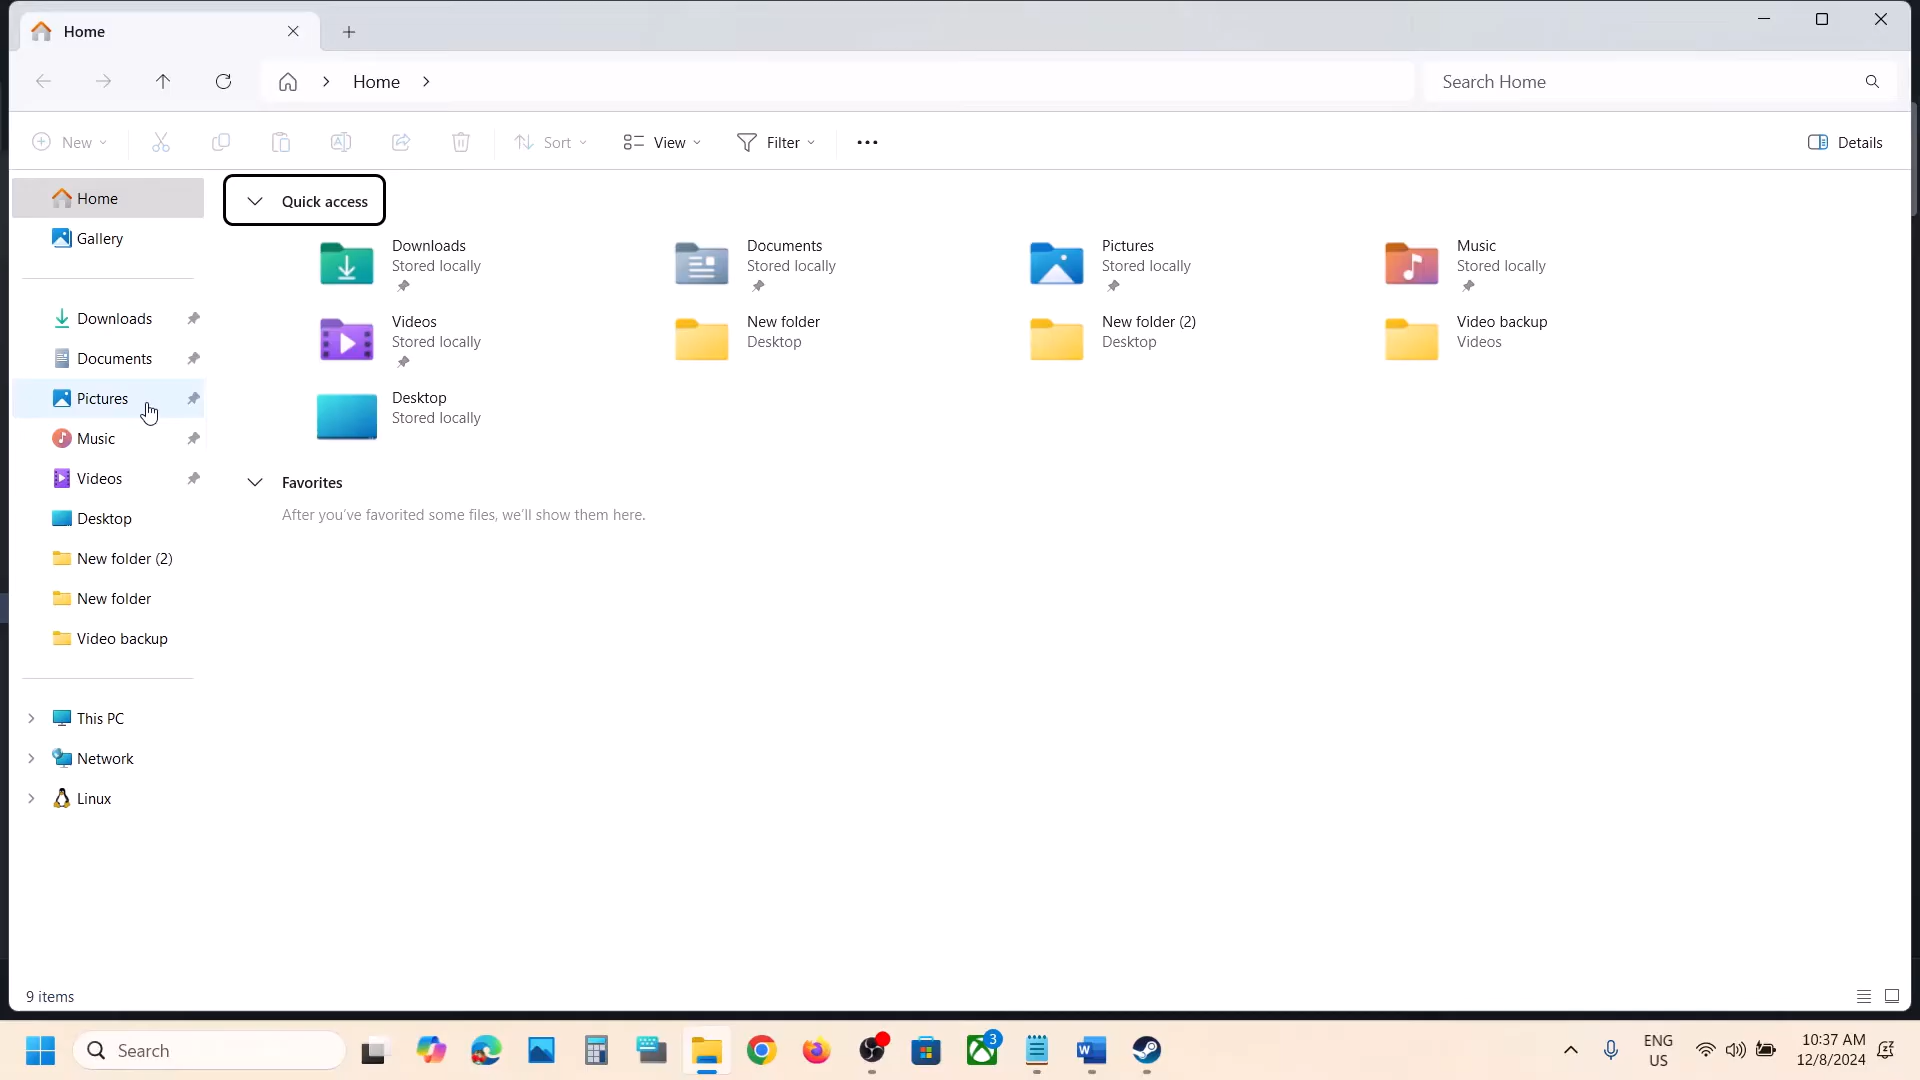 Home
Home
Search Home
New
Sort
View
Filter
Details
Home
Gallery
Downloads
Documents
Pictures
Music
Videos
Desktop
New folder (2)
New folder
Video backup
This PC
Network
Linux
Quick access
Downloads
Stored locally
Documents
Stored locally
Pictures
Stored locally
Music
Stored locally
Videos
Stored locally
New folder
Desktop
New folder (2)
Desktop
Video backup
Videos
Desktop
Stored locally
Favorites
After you've favorited some files, we'll show them here.
9 items
Search
3
ENG
US
10:37 AM
12/8/2024